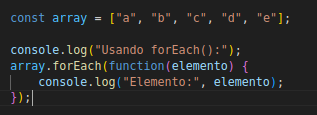 const array = ["a", "b", "c", "d", "e"];
console.log("Usando forEach():");
array.forEach(function(elemento) {
    console.log("Elemento:", elemento);
});